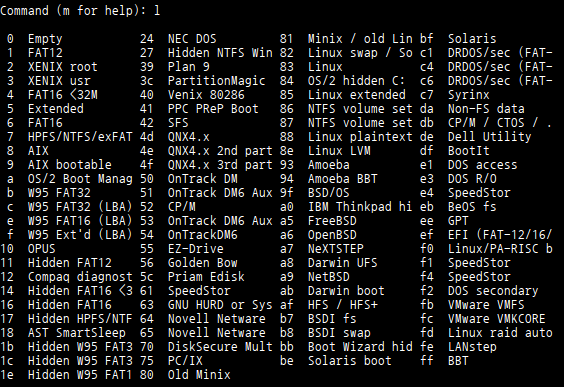 Command (m for help): l
0 Empty 24 NEC DOS 81 Minix / old Lin bf Solaris
1 FAT12 27 Hidden NTFS Win 82 Linux swap / So c1 DRDOS/sec (FAT-
2 XENIX root 39 Plan 9 83 Linux c4 DRDOS/sec (FAT-
3 XENIX usr 3c PartitionMagic 84 OS/2 hidden C: c6 DRDOS/sec (FAT-
4 FAT16 <32M 40 Venix 80286 85 Linux extended c7 Syrinx
5 Extended 41 PPC PReP Boot 86 NTFS volume set da Non-FS data
6 FAT16 42 SFS 87 NTFS volume set db CP/M / CTOS / .
7 HPFS/NTFS/exFAT 4d QNX4.x 88 Linux plaintext de Dell Utility
8 AIX 4e QNX4.x 2nd part 8e Linux LVM df BootIt
9 AIX bootable 4f QNX4.x 3rd part 93 Amoeba e1 DOS access
a OS/2 Boot Manag 50 OnTrack DM 94 Amoeba BBT e3 DOS R/O
b W95 FAT32 51 OnTrack DM6 Aux 9f BSD/OS e4 SpeedStor
c W95 FAT32 (LBA) 52 CP/M a0 IBM Thinkpad hi eb BeOS fs
e W95 FAT16 (LBA) 53 OnTrack DM6 Aux a5 FreeBSD ee GPT
f W95 Ext'd (LBA) 54 OnTrackDM6 a6 OpenBSD ef EFI (FAT-12/16/
10 OPUS 55 EZ-Drive a7 NeXTSTEP f0 Linux/PA-RISC b
11 Hidden FAT12 56 Golden Bow a8 Darwin UFS f1 SpeedStor
12 Compaq diagnost 5c Priam Edisk a9 NetBSD f4 SpeedStor
14 Hidden FAT16 <3 61 SpeedStor ab Darwin boot f2 DOS secondary
16 Hidden FAT16 63 GNU HURD or Sys af HFS / HFS+ fb VMware VMFS
17 Hidden HPFS/NTF 64 Novell Netware b7 BSDI fs fc VMware VMKCORE
18 AST SmartSleep 65 Novell Netware b8 BSDI swap fd Linux raid auto
1b Hidden W95 FAT3 70 DiskSecure Mult bb Boot Wizard hid fe LANstep
1c Hidden W95 FAT3 75 PC/IX be Solaris boot ff BBT
1e Hidden W95 FAT1 80 Old Minix